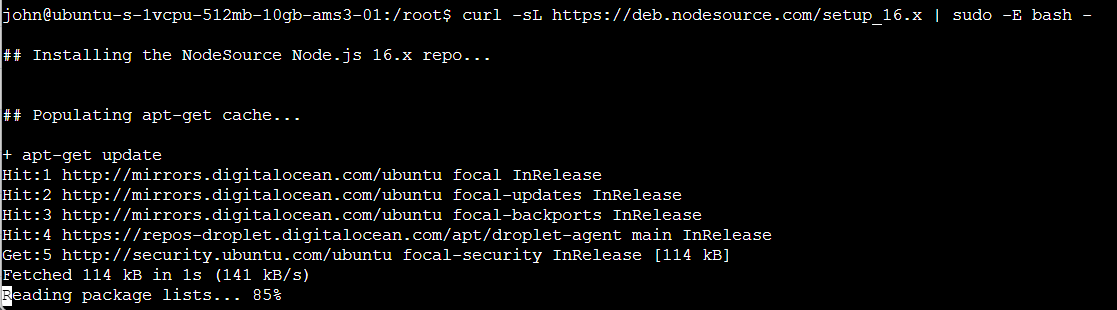 john@ubuntu-s-1vcpu-512mb-10gb-ams3-01:/root$ curl -sL https://deb.nodesource.com/setup_16.x | sudo -E bash -
## Installing the NodeSource Node.js 16.x repo...
## Populating apt-get cache...
+ apt-get update
Hit:1 http://mirrors.digitalocean.com/ubuntu focal InRelease
Hit:2 http://mirrors.digitalocean.com/ubuntu focal-updates InRelease
Hit:3 http://mirrors.digitalocean.com/ubuntu focal-backports InRelease
Hit:4 https://repos-droplet.digitalocean.com/apt/droplet-agent main InRelease
Get:5 http://security.ubuntu.com/ubuntu focal-security InRelease [114 kB]
Fetched 114 kB in 1s (141 kB/s)
Reading package lists... 85%